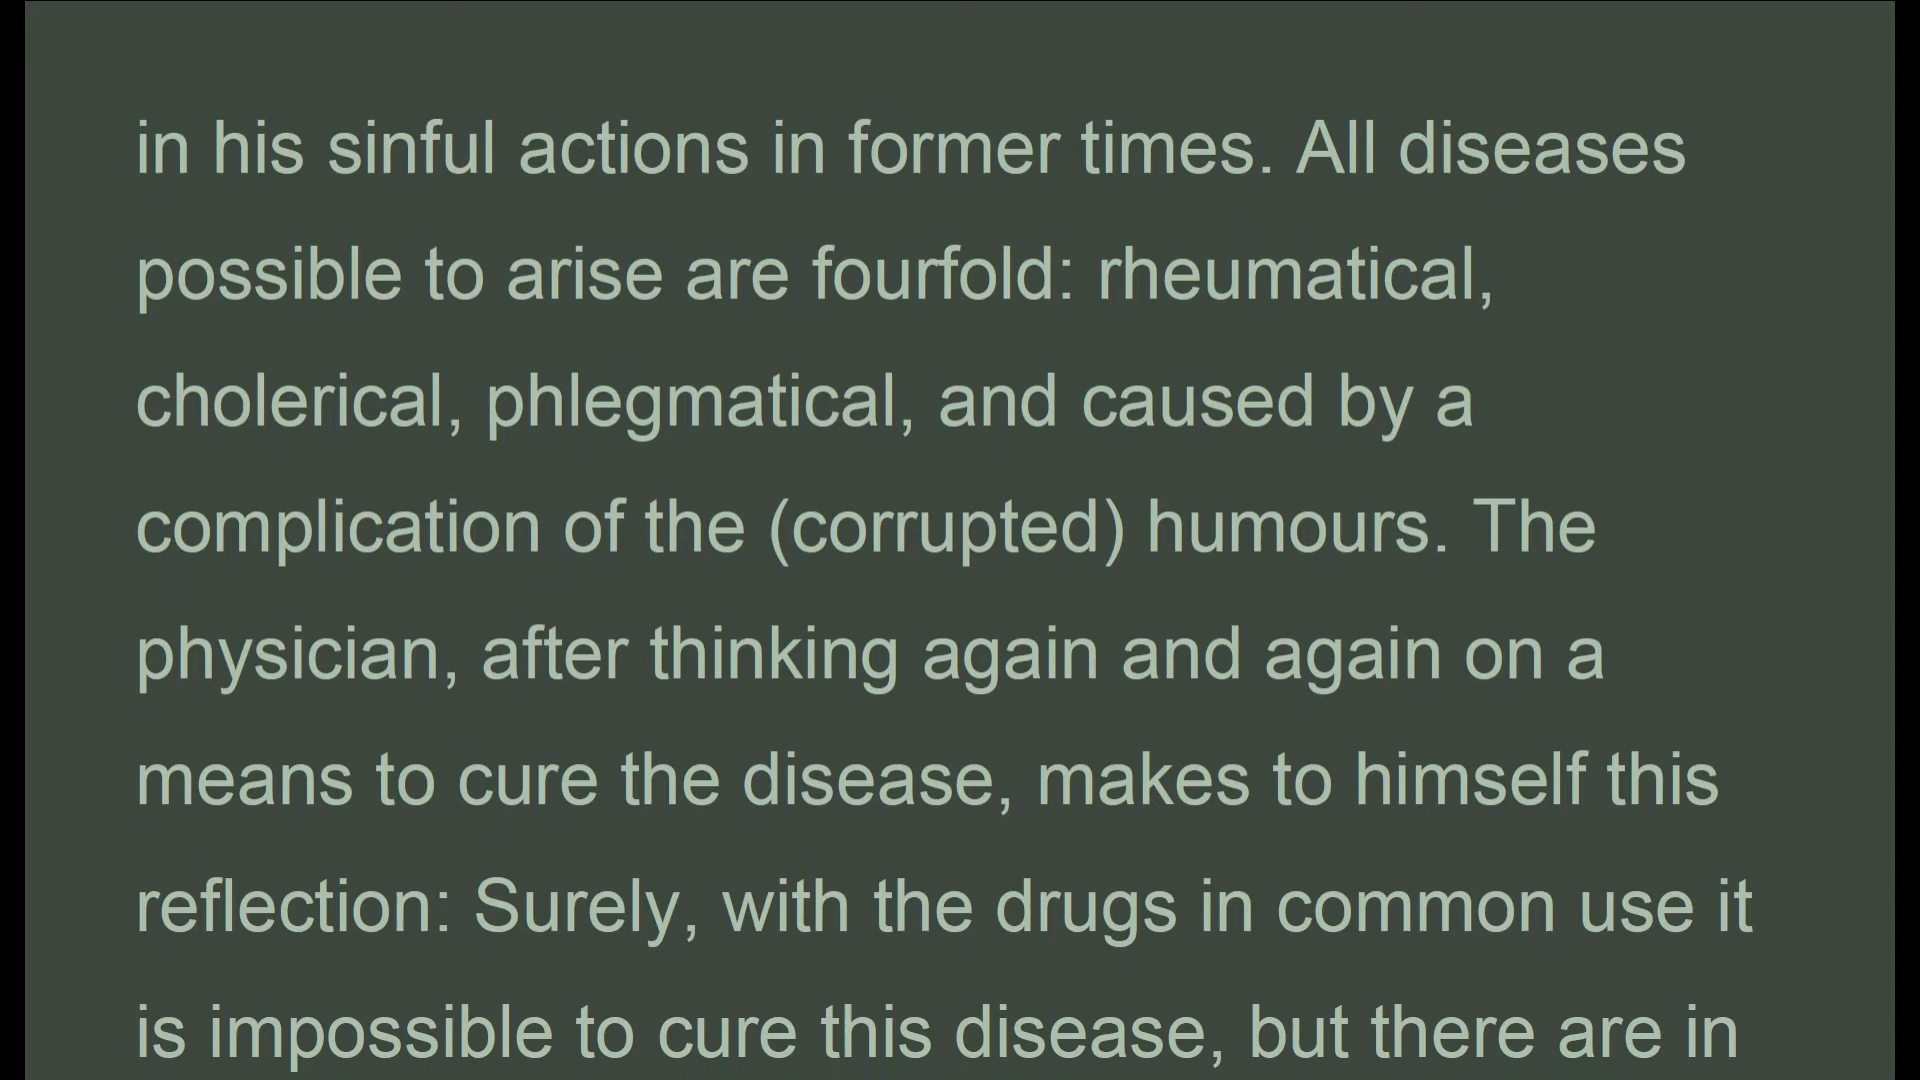 in his sinful actions in former times. All diseases
possible to arise are fourfold: rheumatical,
cholerical, phlegmatical, and caused by a
complication of the (corrupted) humours. The
physician, after thinking again and again on a
means to cure the disease, makes to himself this
reflection: Surely, with the drugs in common use it
is impossible to cure this disease, but there are in